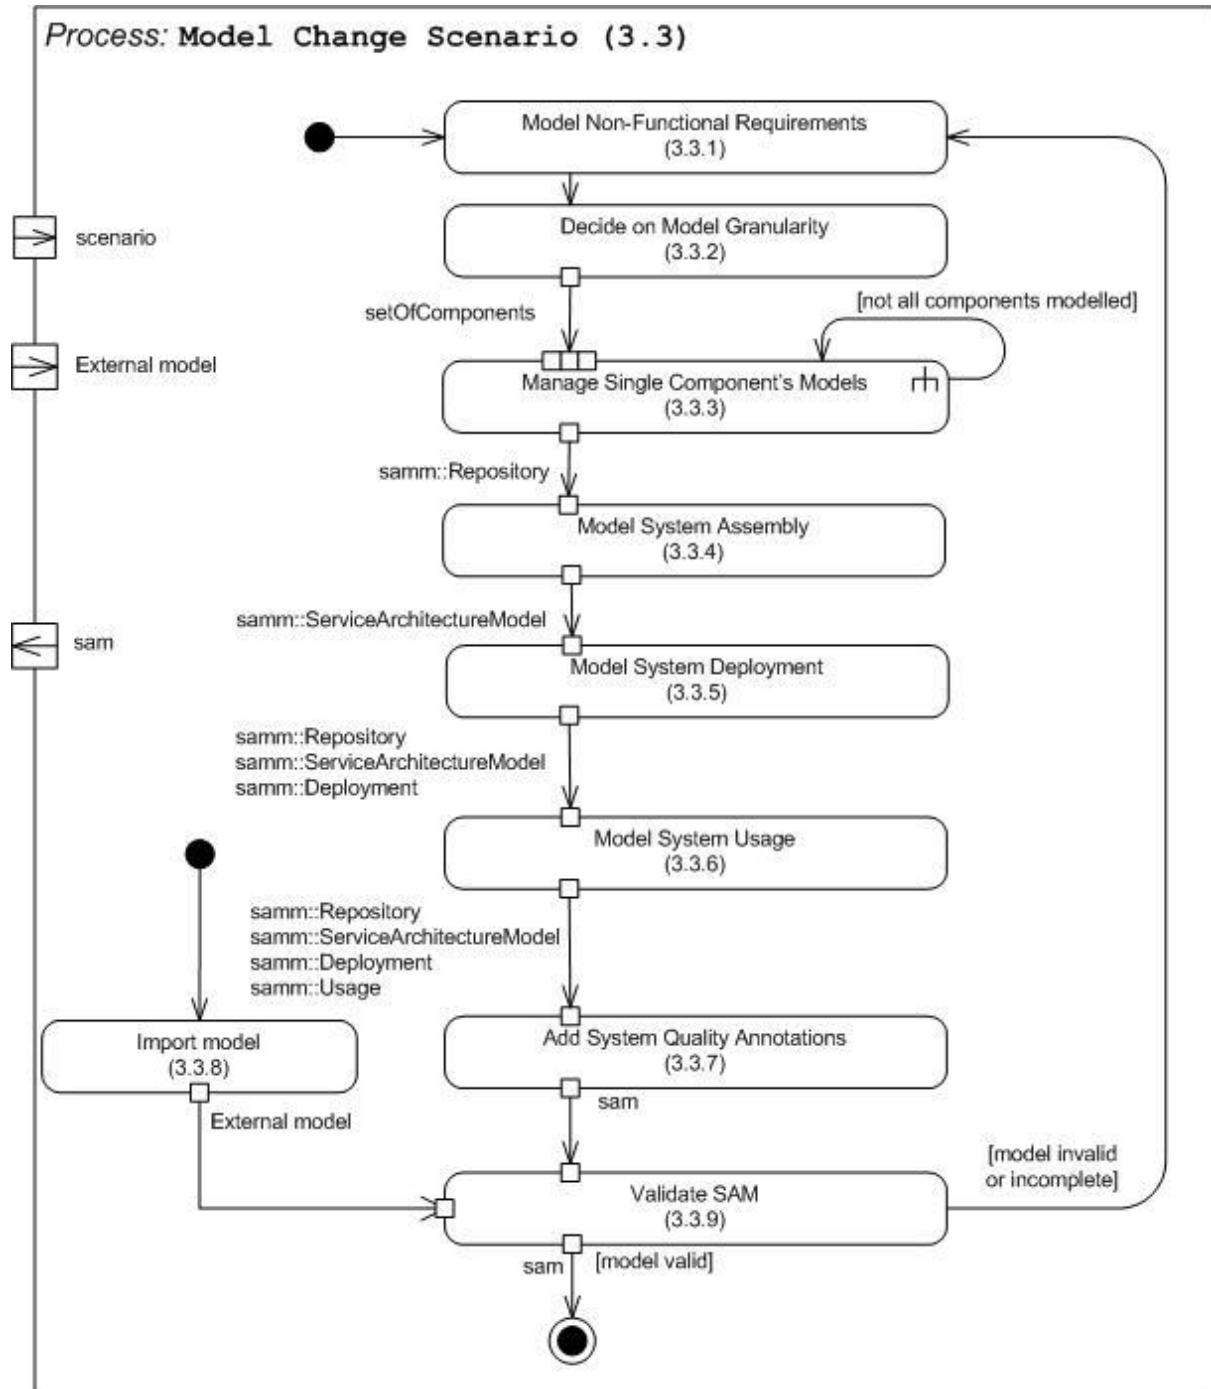 Process: Model Change Scenario (3.3)
Model Non-Functional Requirements
(3.3.1)
scenario
Decide on Model Granularity
(3.3.2)
setOfComponents
[not all components modelled]
External model
Manage Single Component's Models
(3.3.3)
samm::Repository
Model System Assembly
(3.3.4)
samm::ServiceArchitectureModel
sam
Model System Deployment
(3.3.5)
samm::Repository
samm::ServiceArchitectureModel
samm::Deployment
Model System Usage
(3.3.6)
samm::Repository
samm::ServiceArchitectureModel
samm::Deployment
samm::Usage
Import model
(3.3.8)
Add System Quality Annotations
(3.3.7)
External model
sam
[model invalid
or incomplete]
Validate SAM
(3.3.9)
sam
[model valid]